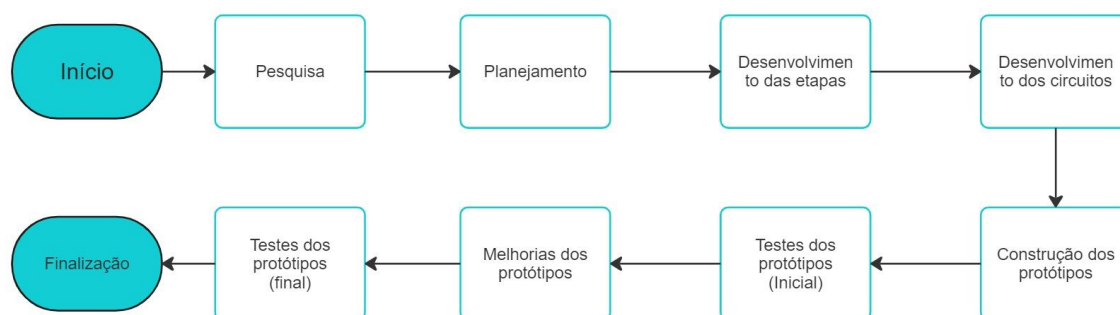 Início
Pesquisa
Planejamento
Desenvolvimen
to das etapas
Desenvolvimen
to dos circuitos
Construção dos
protótipos
Testes dos
protótipos
(Inicial)
Melhorias dos
protótipos
Testes dos
protótipos
(final)
Finalização